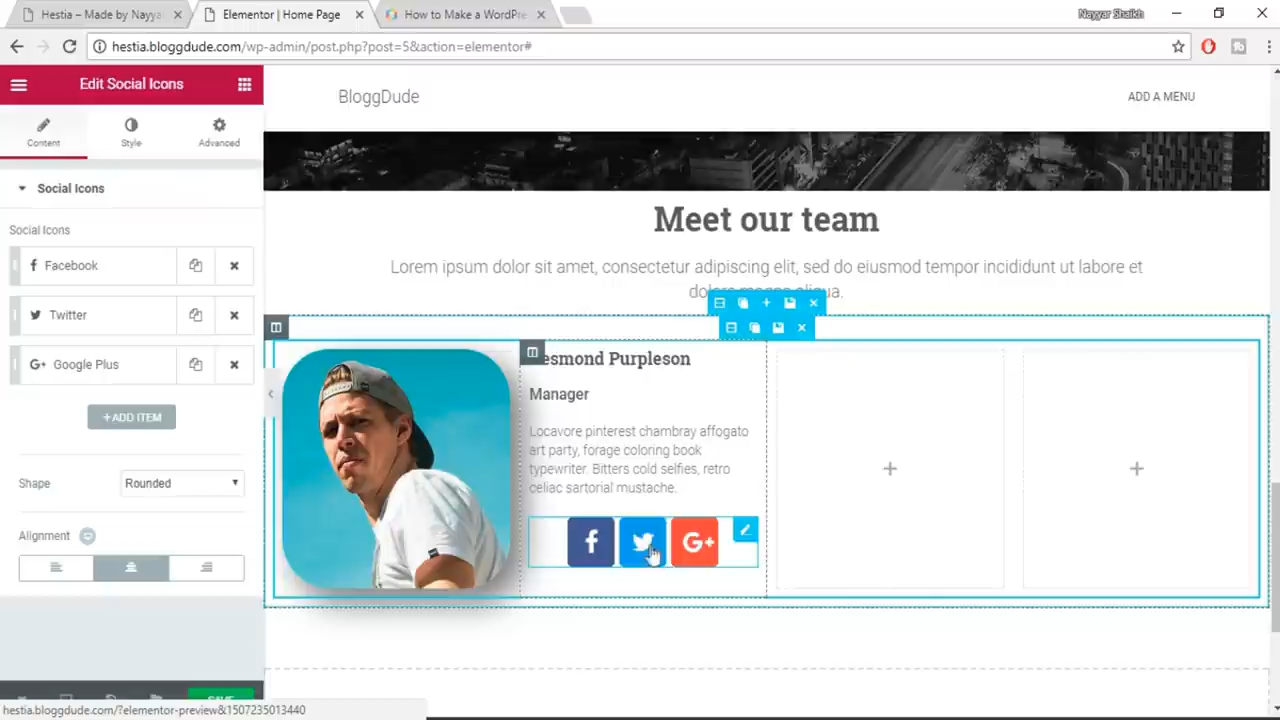 Hestia – Made by Nayya
Elementor | Home Page
How to Make a WordPre
Nayyar Shaikh
hestia.bloggdude.com/wp-admin/post.php?post=5&action=elementor#
Edit Social Icons
Content
Style
Advanced
Social Icons
Social Icons
Facebook
Twitter
Google Plus
+ ADD ITEM
Shape
Rounded
Alignment
BloggDude
ADD A MENU
Meet our team
Lorem ipsum dolor sit amet, consectetur adipiscing elit, sed do eiusmod tempor incididunt ut labore et
magna aliqua.
esmond Purpleson
Manager
Locavore pinterest chambray affogato
art party, forage coloring book
typewriter. Bitters cold selfies, retro
celiac sartorial mustache.
SAVE
hestia.bloggdude.com/?elementor-preview&1507235013440